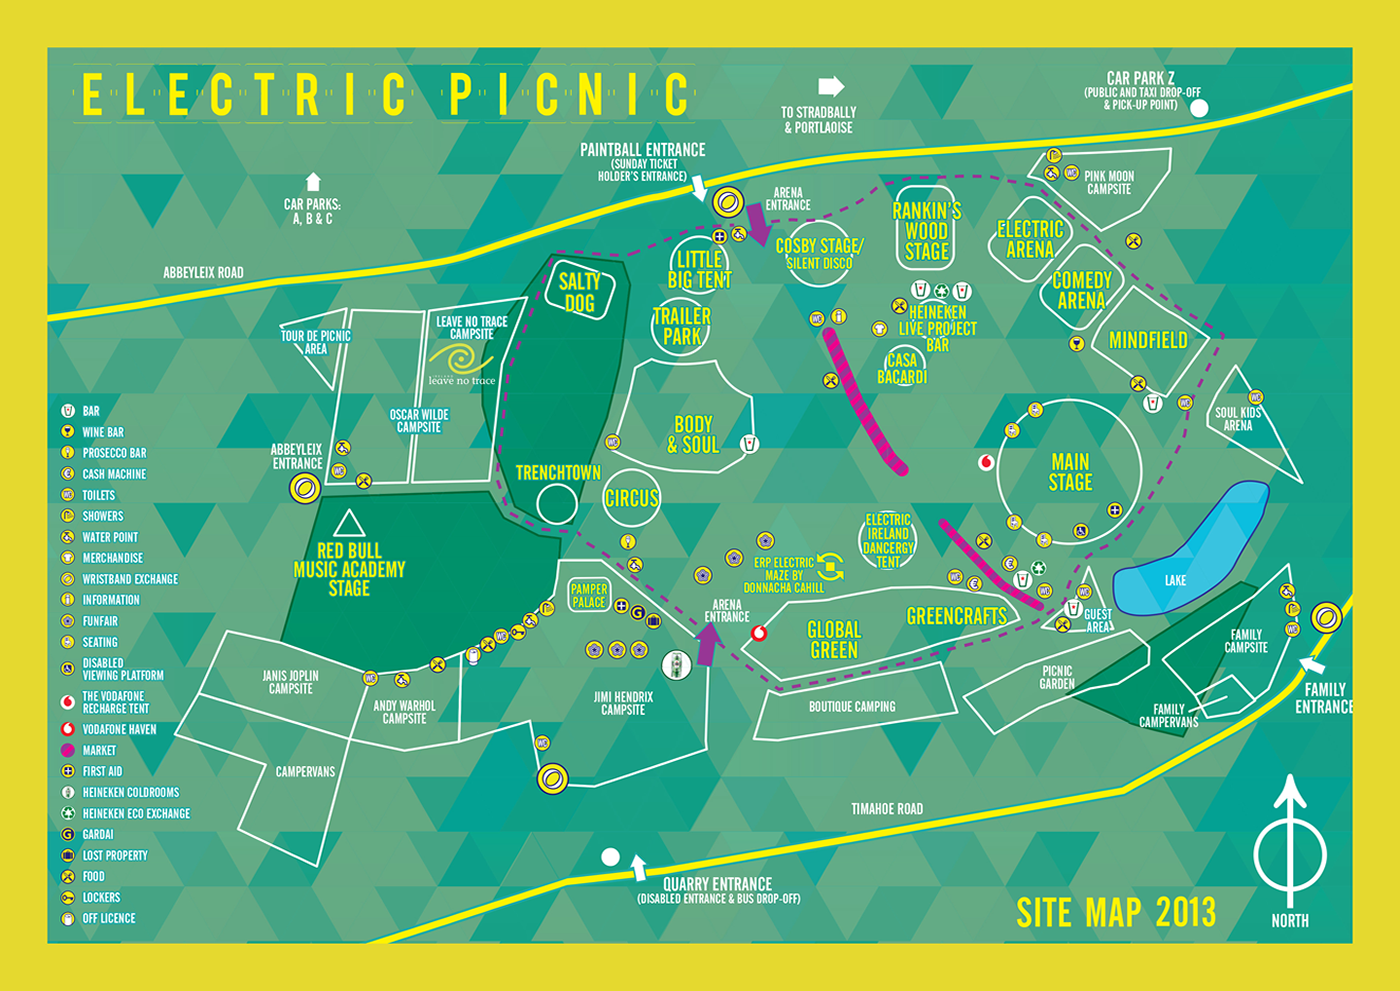 ELECTRIC PICNIC
TO STRADBALLY
& PORTLAOISE
CAR PARK Z
(PUBLIC AND TAXI DROP-OFF
& PICK-UP POINT)
PAINTBALL ENTRANCE
(SUNDAY TICKET
HOLDER'S ENTRANCE)
CAR PARKS:
A, B & C
ARENA
ENTRANCE
PINK MOON
CAMPSITE
RANKIN'S
WOOD
STAGE
ELECTRIC
ARENA
COSBY STAGE/
SILENT DISCO
ABBEYLEIX ROAD
LITTLE
BIG TENT
SALTY
DOG
COMEDY
ARENA
TRAILER
PARK
HEINEKEN
LIVE PROJECT
BAR
MINDFIELD
LEAVE NO TRACE
CAMPSITE
TOUR DE PICNIC
AREA
leave no trace
CASA
BACARDI
OSCAR WILDE
CAMPSITE
BODY
& SOUL
SOUL KIDS
ARENA
ABBEYLEIX
ENTRANCE
MAIN
STAGE
TRENCHTOWN
CIRCUS
RED BULL
MUSIC ACADEMY
STAGE
ELECTRIC
IRELAND
DANCERGY
TENT
ERP ELECTRIC
MAZE BY
DONNACHA CAHILL
LAKE
PAMPER
PALACE
ARENA
ENTRANCE
GREENCRAFTS
GLOBAL
GREEN
GUEST
AREA
FAMILY
CAMPSITE
JANIS JOPLIN
CAMPSITE
ANDY WARHOL
CAMPSITE
JIMI HENDRIX
CAMPSITE
PICNIC
GARDEN
BOUTIQUE CAMPING
FAMILY
CAMPERVANS
FAMILY
ENTRANCE
CAMPERVANS
TIMAHOE ROAD
QUARRY ENTRANCE
(DISABLED ENTRANCE & BUS DROP-OFF)
SITE MAP 2013
NORTH
BAR
WINE BAR
PROSECCO BAR
CASH MACHINE
WC TOILETS
SHOWERS
WATER POINT
MERCHANDISE
WRISTBAND EXCHANGE
INFORMATION
FUNFAIR
SEATING
DISABLED
VIEWING PLATFORM
THE VODAFONE
RECHARGE TENT
VODAFONE HAVEN
MARKET
FIRST AID
HEINEKEN COLDROOMS
HEINEKEN ECO EXCHANGE
G GARDAI
LOST PROPERTY
FOOD
LOCKERS
OFF LICENCE